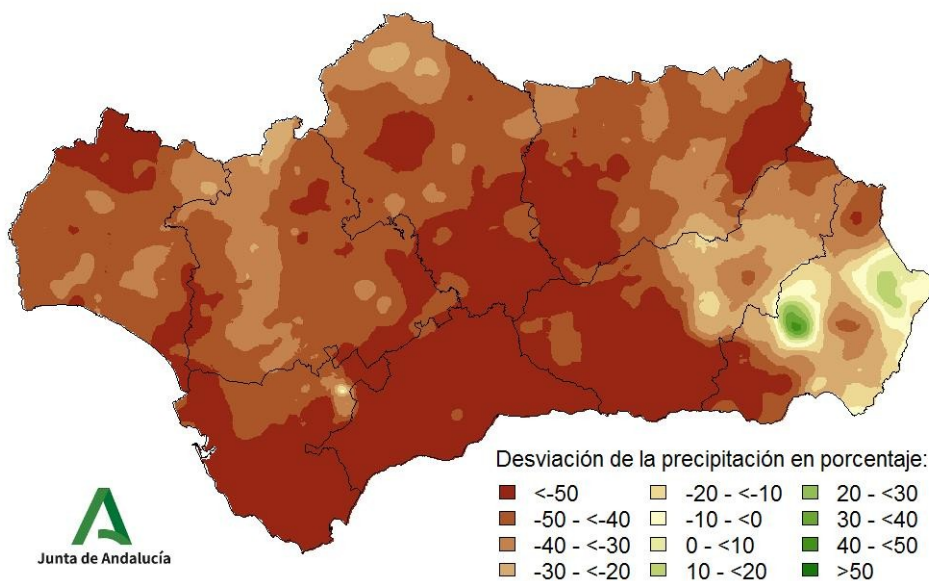 Desviación de la precipitación en porcentaje:
<-50
-50 - <-40
-40 - <-30
-30 - <-20
-20 - <-10
-10 - <0
0 - <10
10 - <20
20 - <30
30 - <40
40 - <50
>50
Junta de Andalucía